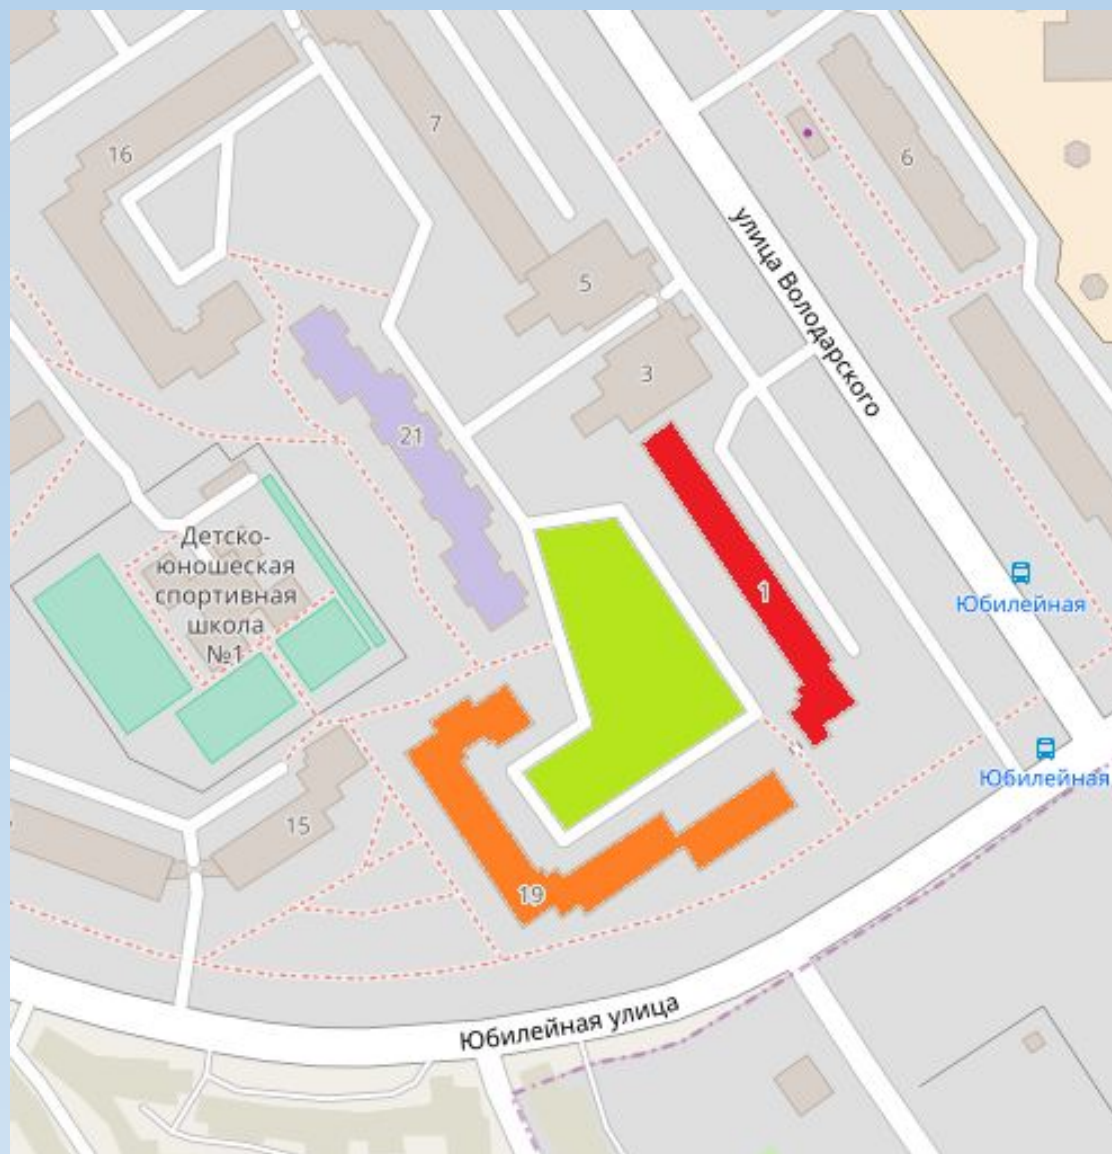 7
16
6
улица Володарского
5
3
21
Детско-
юношеская
спортивная
школа
№1
1
Юбилейная
Юбилейная
15
19
Юбилейная улица